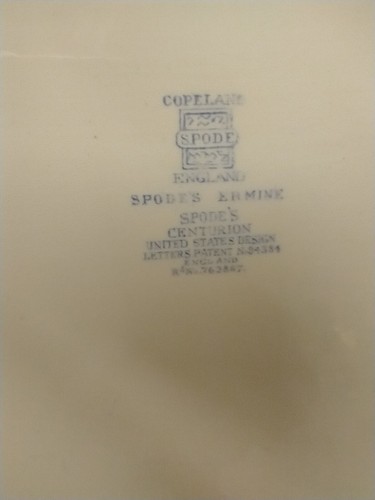 COPELAND
SPODE
ENGLAND
SPODE'S ERMINE
SPODE'S
CENTURION
UNITED STATES DESIGN
LETTERS PATENT
ENGLAND